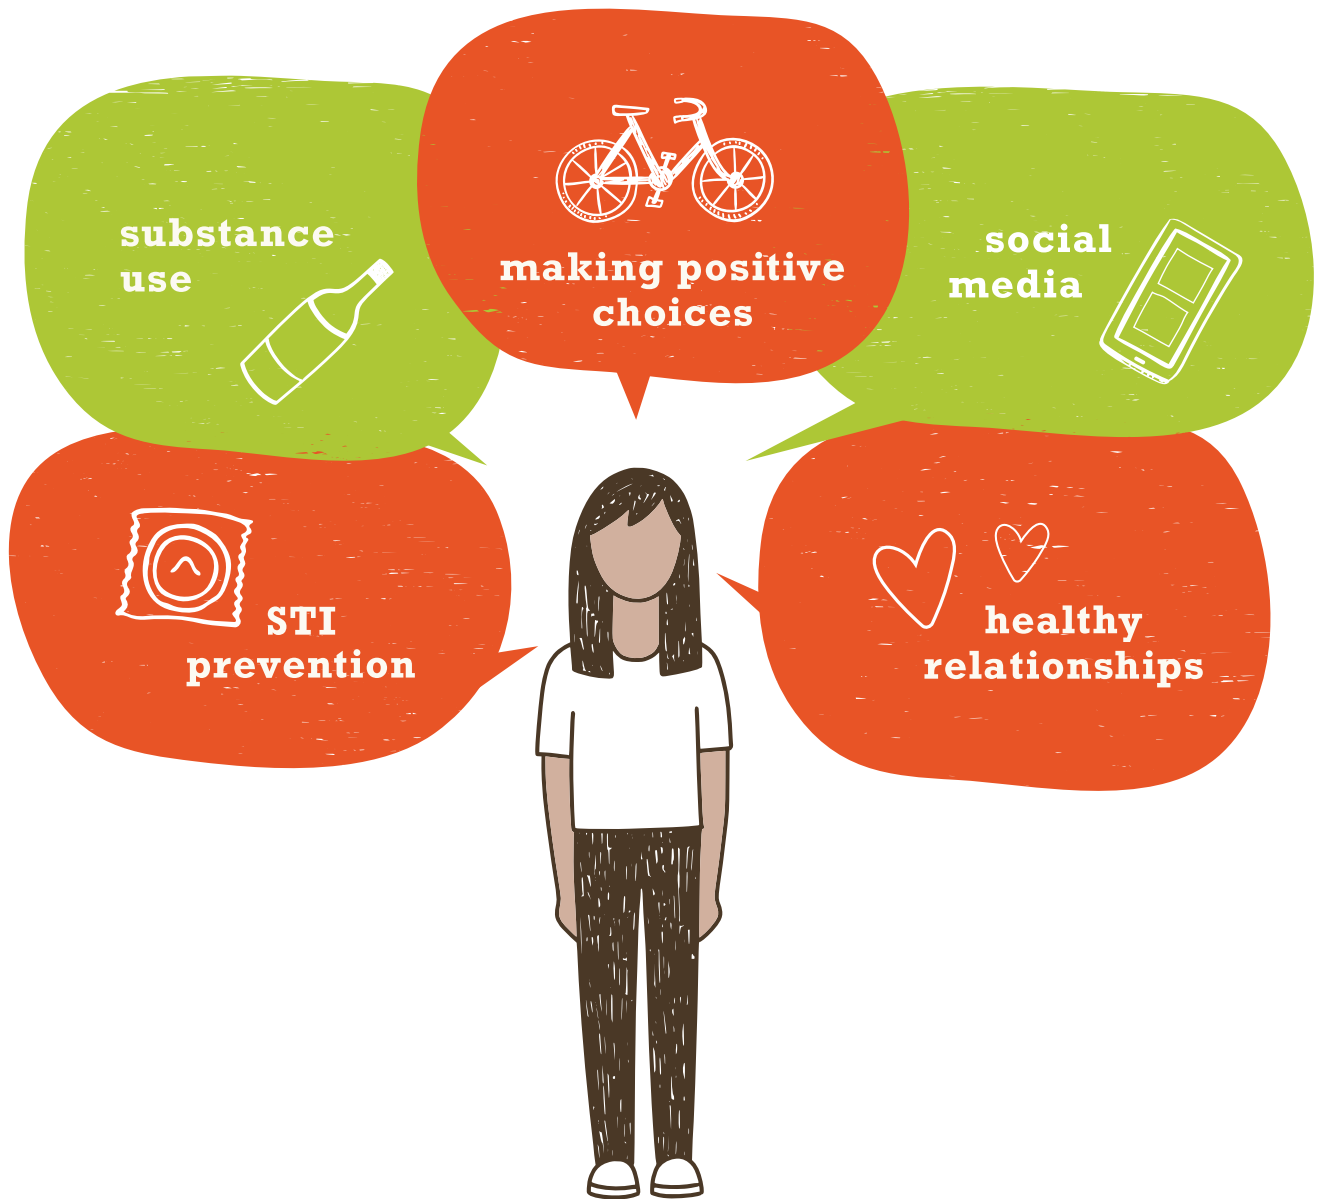 substance
use
making positive
choices
social
media
STI
prevention
healthy
relationships